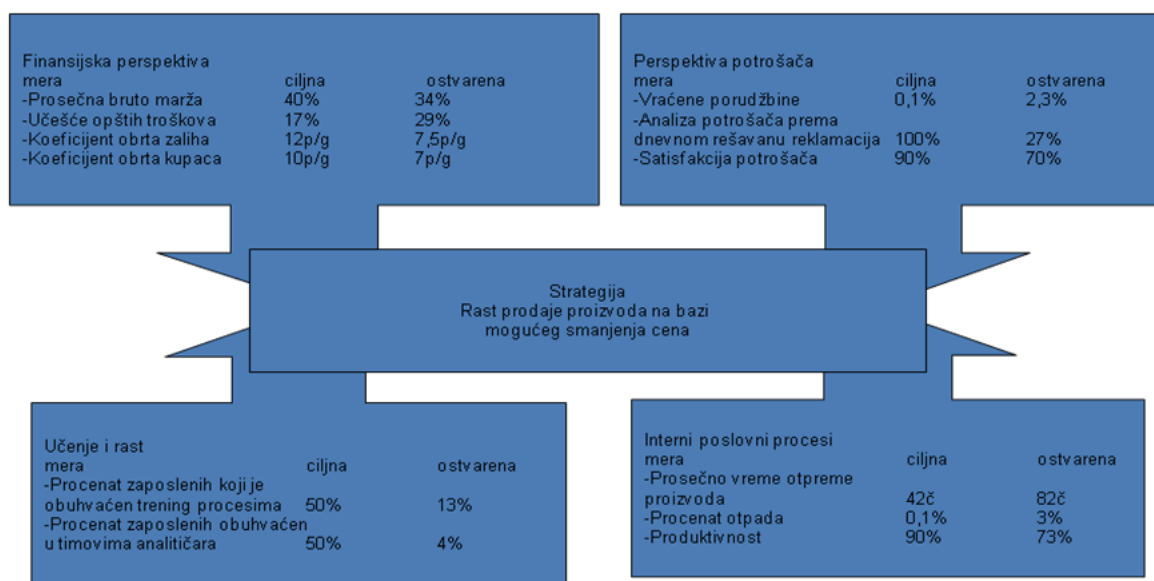 Finansijska perspektiva
mera ciljna ostvarena
-Prosečna bruto marža 40% 34%
-Učešće opštih troškova 17% 29%
-Koeficijent obrta zaliha 12p/g 7,5p/g
-Koeficijent obrta kupaca 10p/g 7p/g
Perspektiva potrošača
mera ciljna ostvarena
-Vraćene porudžbine 0,1% 2,3%
-Analiza potrošača prema
dnevnom rešavanu reklamacija 100% 27%
-Satisfakcija potrošača 90% 70%
Strategija
Rast prodaje proizvoda na bazi
mogućeg smanjenja cena
Učenje i rast
mera ciljna ostvarena
-Procenat zaposlenih koji je
obuhvaćen trening procesima 50% 13%
-Procenat zaposlenih obuhvaćen
u timovima analitičara 50% 4%
Interni poslovni procesi
mera ciljna ostvarena
-Prosečno vreme otpreme
proizvoda 42č 82č
-Procenat otpada 0,1% 3%
-Produktivnost 90% 73%